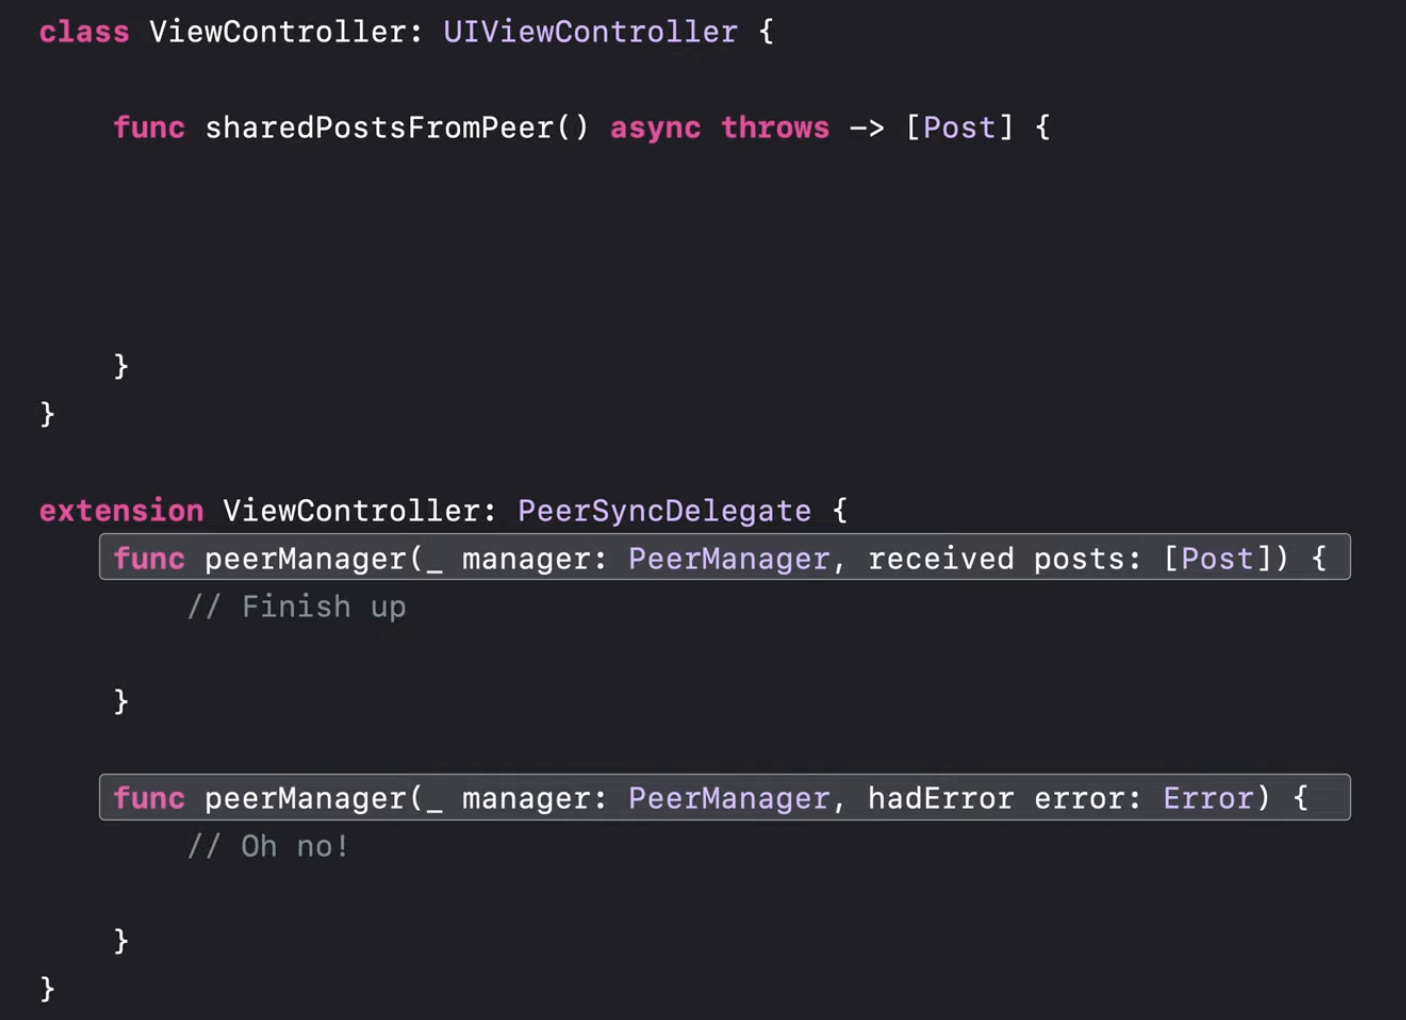 class ViewController: UIViewController {
func sharedPostsFromPeer() async throws -> [Post] {
}
}
extension ViewController: PeerSyncDelegate {
func peerManager(_ manager: PeerManager, received posts: [Post]) {
// Finish up
}
func peerManager(_ manager: PeerManager, hadError error: Error) {
// Oh no!
}
}